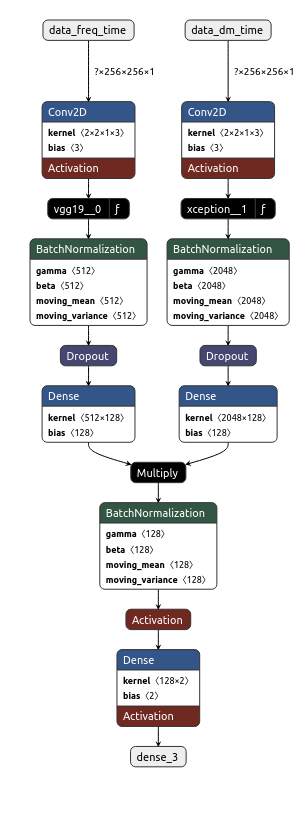 data_freq_time data_dm_time
?×256×256×1 ?×256×256×1
Conv2D Conv2D
kernel ⟨2×2×1×3⟩ kernel ⟨2×2×1×3⟩
bias ⟨3⟩ bias ⟨3⟩
Activation Activation
vgg19__0 ƒ xception__1 ƒ
BatchNormalization BatchNormalization
gamma ⟨512⟩ gamma ⟨2048⟩
beta ⟨512⟩ beta ⟨2048⟩
moving_mean ⟨512⟩ moving_mean ⟨2048⟩
moving_variance ⟨512⟩ moving_variance ⟨2048⟩
Dropout Dropout
Dense Dense
kernel ⟨512×128⟩ kernel ⟨2048×128⟩
bias ⟨128⟩ bias ⟨128⟩
Multiply
BatchNormalization
gamma ⟨128⟩
beta ⟨128⟩
moving_mean ⟨128⟩
moving_variance ⟨128⟩
Activation
Dense
kernel ⟨128×2⟩
bias ⟨2⟩
Activation
dense_3